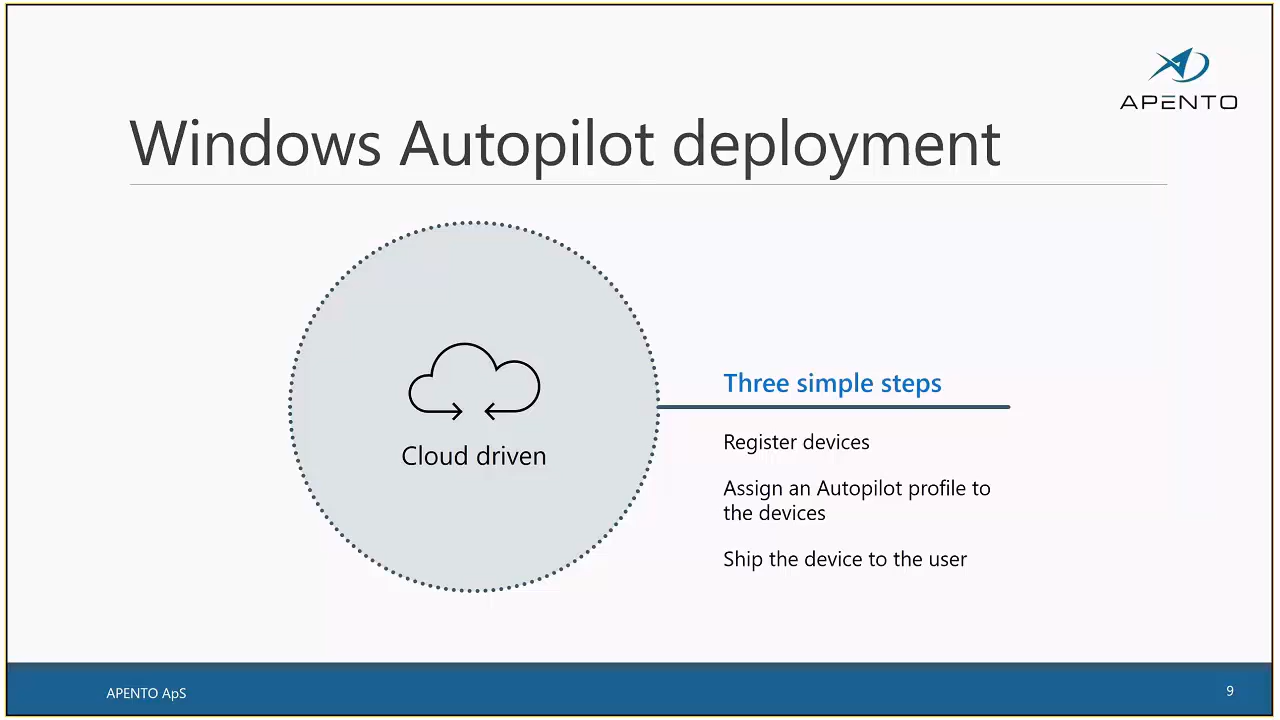 APENTO
Windows Autopilot deployment
Cloud driven
Three simple steps
Register devices
Assign an Autopilot profile to
the devices
Ship the device to the user
APENTO ApS
9